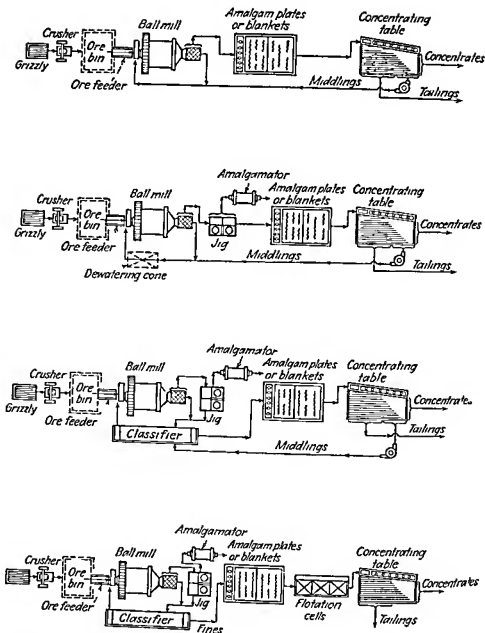 Crusher
Ore
bin
Grizzly
Ore feeder
Ball mill
Amalgam plates
or blankets
Concentrating
table
Concentrates
Middlings
Tailings
Crusher
Ore
bin
Grizzly
Ore feeder
Ball mill
Amalgamator
Amalgam plates
or blankets
Concentrating
table
Jig
Concentrates
Middlings
Tailings
Dewatering cone
Crusher
Ore
bin
Grizzly
Ore feeder
Ball mill
Amalgamator
Amalgam plates
or blankets
Concentrating
table
Jig
Classifier
Concentrate..
Middlings
Tailings
Crusher
Ore
bin
Grizzly
Ore feeder
Ball mill
Amalgamator
Amalgam plates
or blankets
Concentrating
table
Jig
Classifier
Fines
Flotation
cells
Concentrates
Tailings